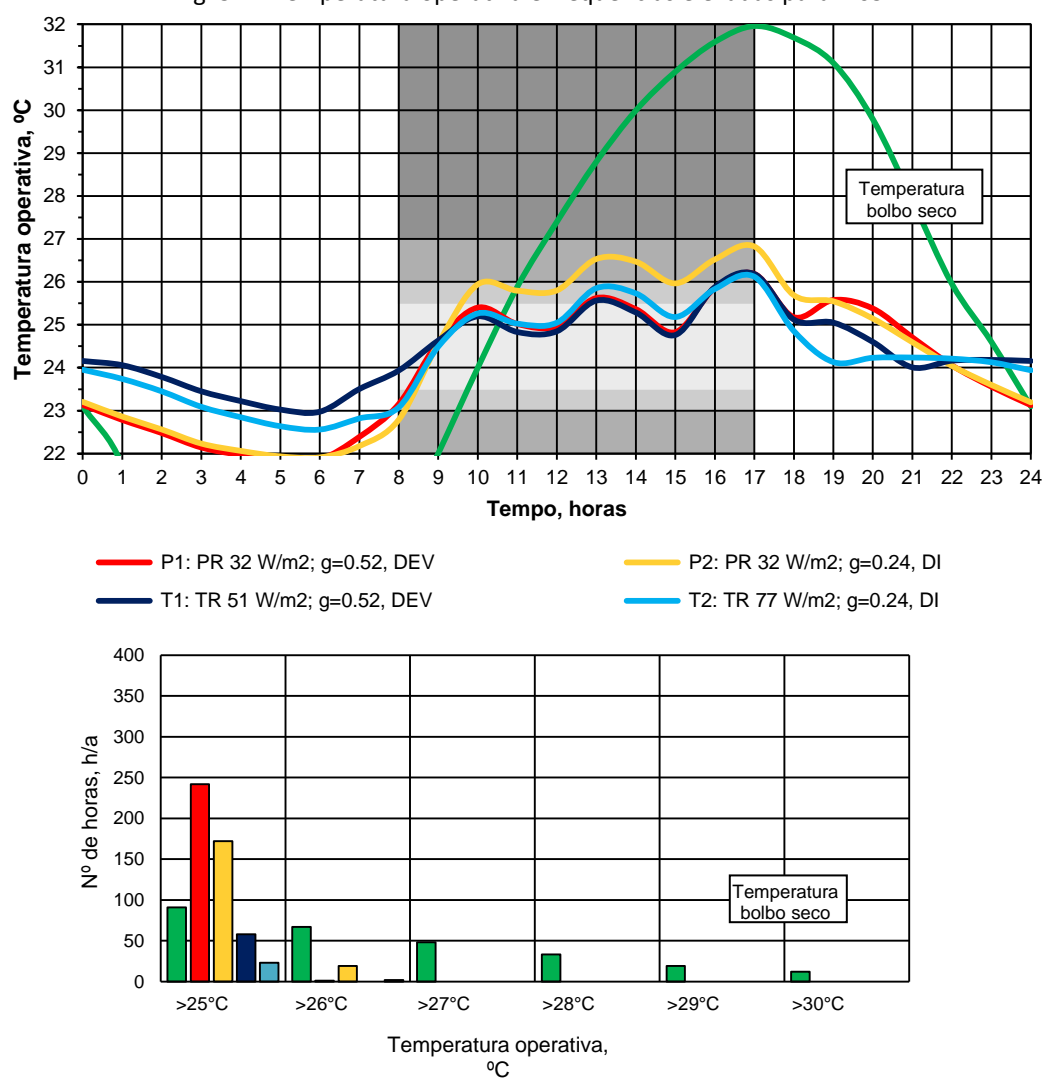 32
31
30
29
28
27
26
25
24
23
22
Temperatura operativa, ºC
Temperatura
bolbo seco
0 1 2 3 4 5 6 7 8 9 10 11 12 13 14 15 16 17 18 19 20 21 22 23 24
Tempo, horas
P1: PR 32 W/m2; g=0.52, DEV
P2: PR 32 W/m2; g=0.24, DI
T1: TR 51 W/m2; g=0.52, DEV
T2: TR 77 W/m2; g=0.24, DI
400
350
300
250
200
150
100
50
0
Nº de horas, h/a
Temperatura
bolbo seco
>25°C >26°C >27°C >28°C >29°C >30°C
Temperatura operativa,
ºC